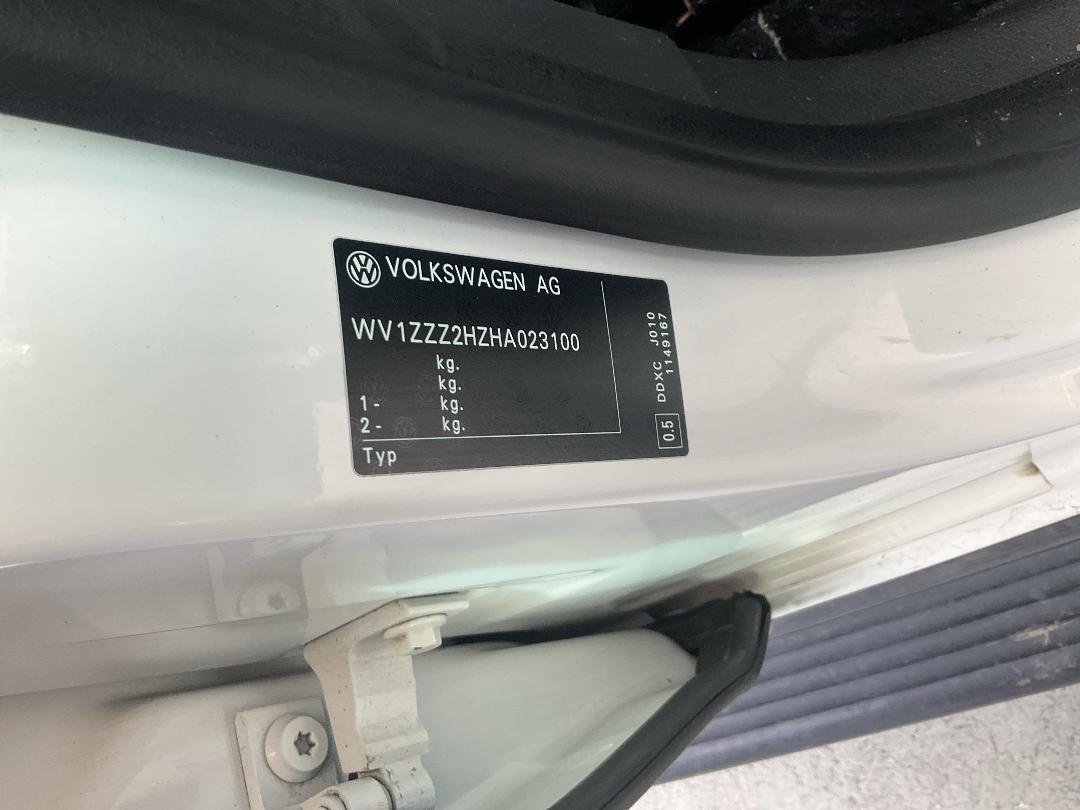 VOLKSWAGEN AG
WV1ZZZ2HZHA023100
kg.
kg.
1 - kg.
2 - kg.
Typ
0.5 DDXC J010
1149167